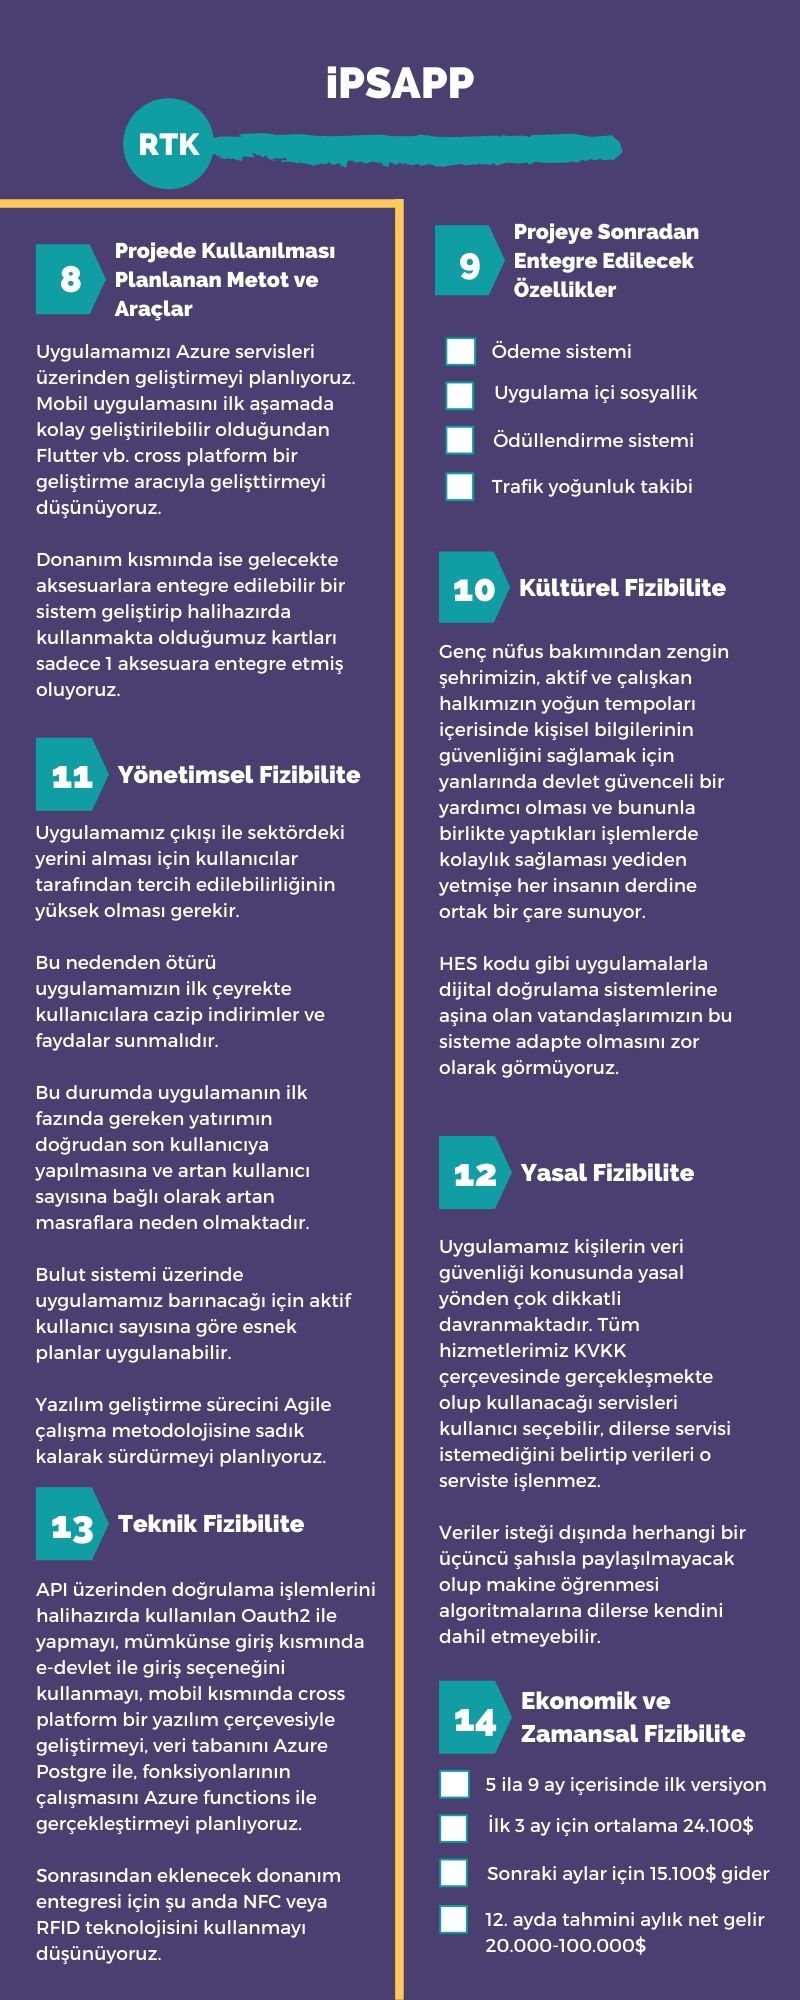 iPSAPP
RTK
8
Projede Kullanılması
Planlanan Metot ve
Araçlar
Uygulamamızı Azure servisleri
üzerinden geliştirmeyi planlıyoruz.
Mobil uygulamasını ilk aşamada
kolay geliştirilebilir olduğundan
Flutter vb. cross platform bir
geliştirme aracıyla gelişttirmeyi
düşünüyoruz.
Donanım kısmında ise gelecekte
aksesuarlara entegre edilebilir bir
sistem geliştirip halihazırda
kullanmakta olduğumuz kartları
sadece 1 aksesuara entegre etmiş
oluyoruz.
9
Projeye Sonradan
Entegre Edilecek
Özellikler
Ödeme sistemi
Uygulama içi sosyallik
Ödüllendirme sistemi
Trafik yoğunluk takibi
10
Kültürel Fizibilite
Genç nüfus bakımından zengin
şehrimizin, aktif ve çalışkan
halkımızın yoğun tempoları
içerisinde kişisel bilgilerinin
güvenliğini sağlamak için
yanlarında devlet güvenceli bir
yardımcı olması ve bununla
birlikte yaptıkları işlemlerde
kolaylık sağlaması yediden
yetmişe her insanın derdine
ortak bir çare sunuyor.
HES kodu gibi uygulamalarla
dijital doğrulama sistemlerine
aşina olan vatandaşlarımızın bu
sisteme adapte olmasını zor
olarak görmüyoruz.
11
Yönetimsel Fizibilite
Uygulamamız çıkışı ile sektördeki
yerini alması için kullanıcılar
tarafından tercih edilebilirliğinin
yüksek olması gerekir.
Bu nedenden ötürü
uygulamamızın ilk çeyrekte
kullanıcılara cazip indirimler ve
faydalar sunmalıdır.
Bu durumda uygulamanın ilk
fazında gereken yatırımın
doğrudan son kullanıcıya
yapılmasına ve artan kullanıcı
sayısına bağlı olarak artan
masraflara neden olmaktadır.
Bulut sistemi üzerinde
uygulamamız barınacağı için aktif
kullanıcı sayısına göre esnek
planlar uygulanabilir.
Yazılım geliştirme sürecini Agile
çalışma metodolojisine sadık
kalarak sürdürmeyi planlıyoruz.
12
Yasal Fizibilite
Uygulamamız kişilerin veri
güvenliği konusunda yasal
yönden çok dikkatli
davranmaktadır. Tüm
hizmetlerimiz KVKK
çerçevesinde gerçekleşmekte
olup kullanacağı servisleri
kullanıcı seçebilir, dilerse servisi
istemediğini belirtip verileri o
serviste işlenmez.
Veriler isteği dışında herhangi bir
üçüncü şahısla paylaşılmayacak
olup makine öğrenmesi
algoritmalarına dilerse kendini
dahil etmeyebilir.
13
Teknik Fizibilite
API üzerinden doğrulama işlemlerini
halihazırda kullanılan Oauth2 ile
yapmayı, mümkünse giriş kısmında
e-devlet ile giriş seçeneğini
kullanmayı, mobil kısmında cross
platform bir yazılım çerçevesiyle
geliştirmeyi, veri tabanını Azure
Postgre ile, fonksiyonlarının
çalışmasını Azure functions ile
gerçekleştirmeyi planlıyoruz.
Sonrasından eklenecek donanım
entegresi için şu anda NFC veya
RFID teknolojisini kullanmayı
düşünüyoruz.
14
Ekonomik ve
Zamansal Fizibilite
5 ila 9 ay içerisinde ilk versiyon
İlk 3 ay için ortalama 24.100$
Sonraki aylar için 15.100$ gider
12. ayda tahmini aylık net gelir
20.000-100.000$